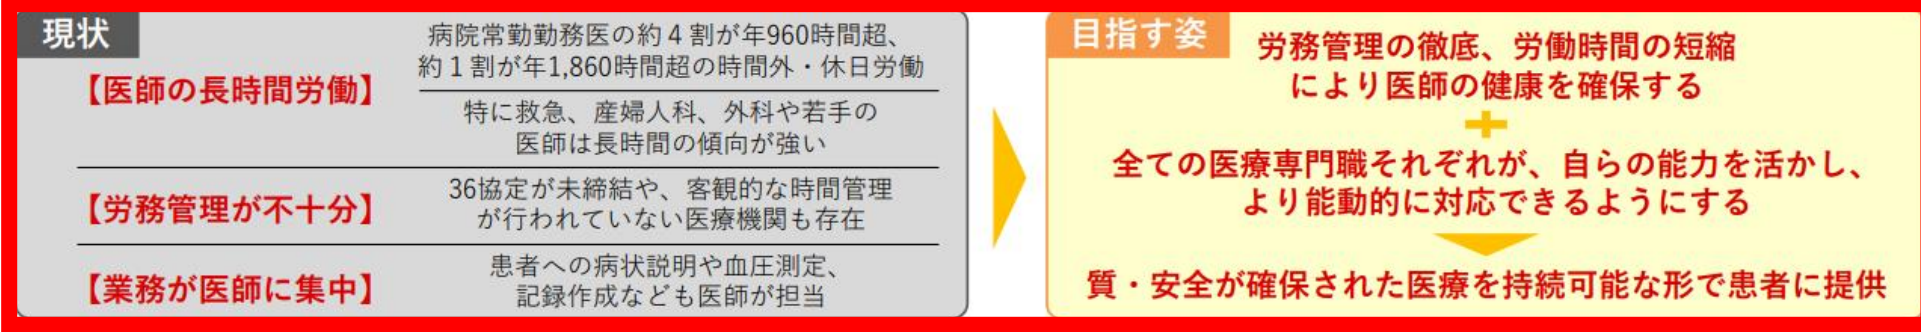 現状
【医師の長時間労働】
病院常勤勤務医の約４割が年960時間超、
約１割が年1,860時間超の時間外・休日労働
特に救急、産婦人科、外科や若手の
医師は長時間の傾向が強い
【労務管理が不十分】
36協定が未締結や、客観的な時間管理
が行われていない医療機関も存在
【業務が医師に集中】
患者への病状説明や血圧測定、
記録作成なども医師が担当
目指す姿
労務管理の徹底、労働時間の短縮
により医師の健康を確保する
+
全ての医療専門職それぞれが、自らの能力を活かし、
より能動的に対応できるようにする
質・安全が確保された医療を持続可能な形で患者に提供